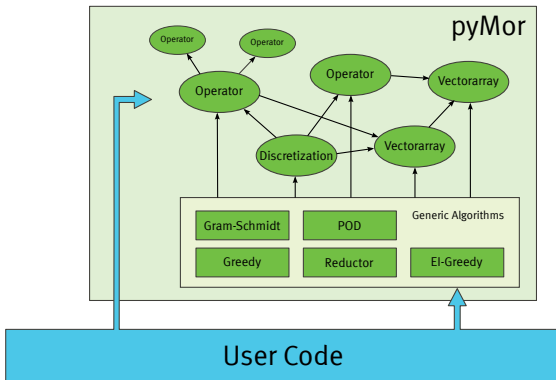 pyMor
Operator
Operator
Operator
Operator
Vectorarray
Discretization
Vectorarray
Generic Algorithms
Gram-Schmidt
POD
Greedy
Reductor
EI-Greedy
User Code